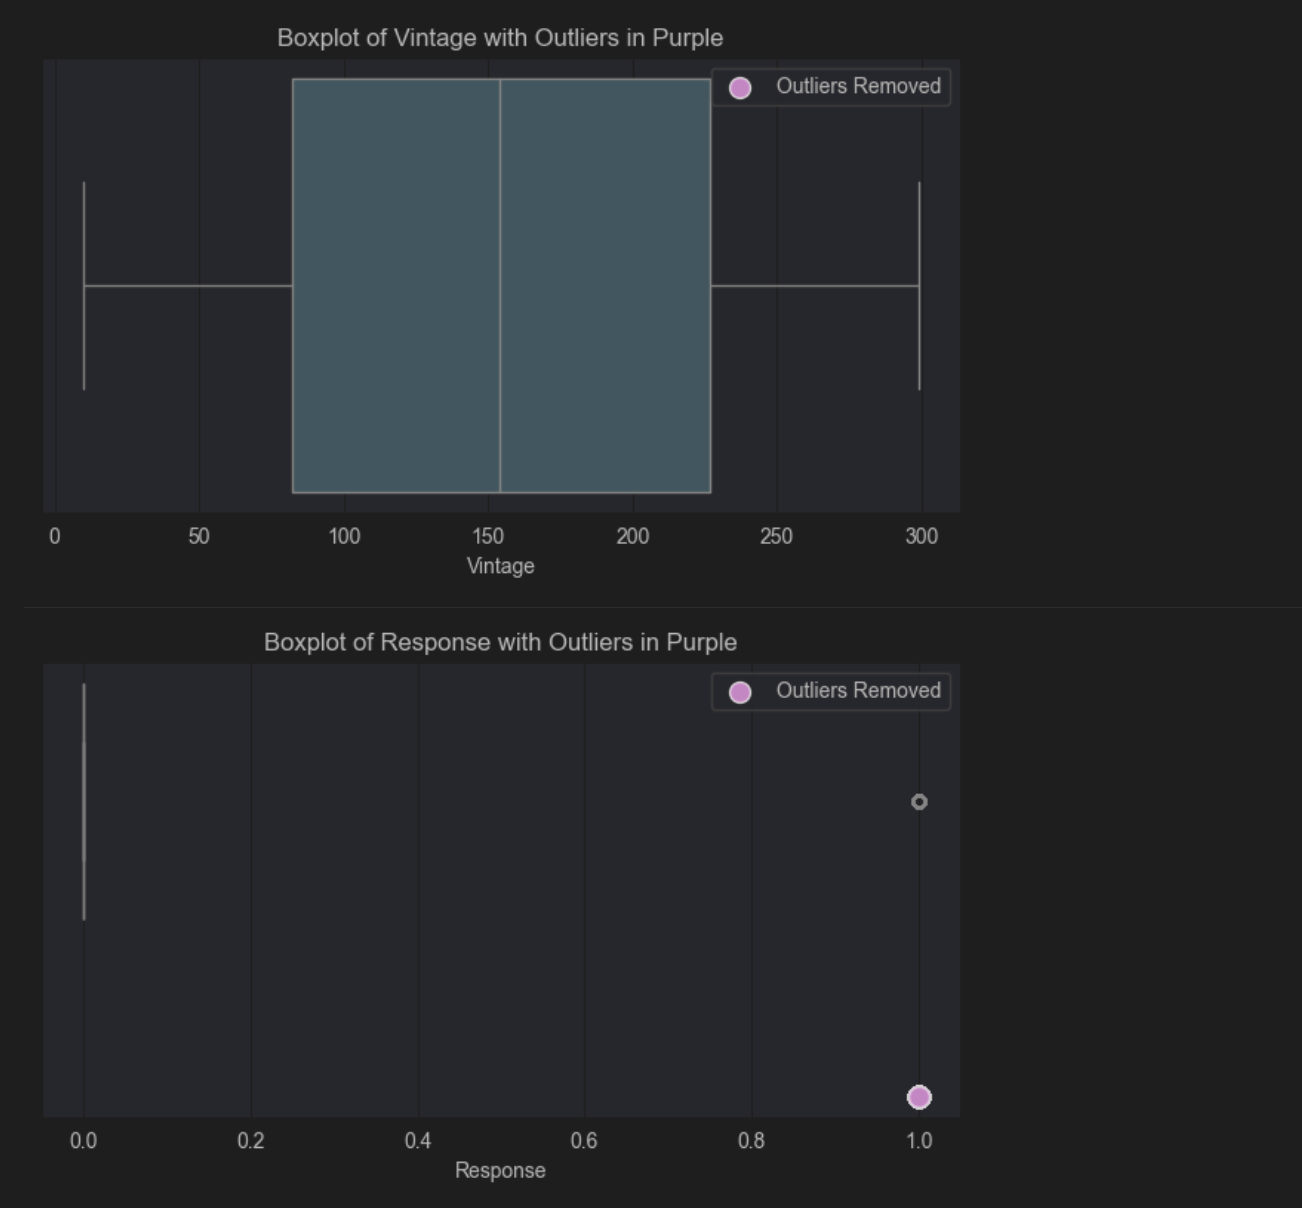 Boxplot of Vintage with Outliers in Purple
Outliers Removed
0 50 100 150 200 250 300
Vintage
Boxplot of Response with Outliers in Purple
Outliers Removed
0.0 0.2 0.4 0.6 0.8 1.0
Response